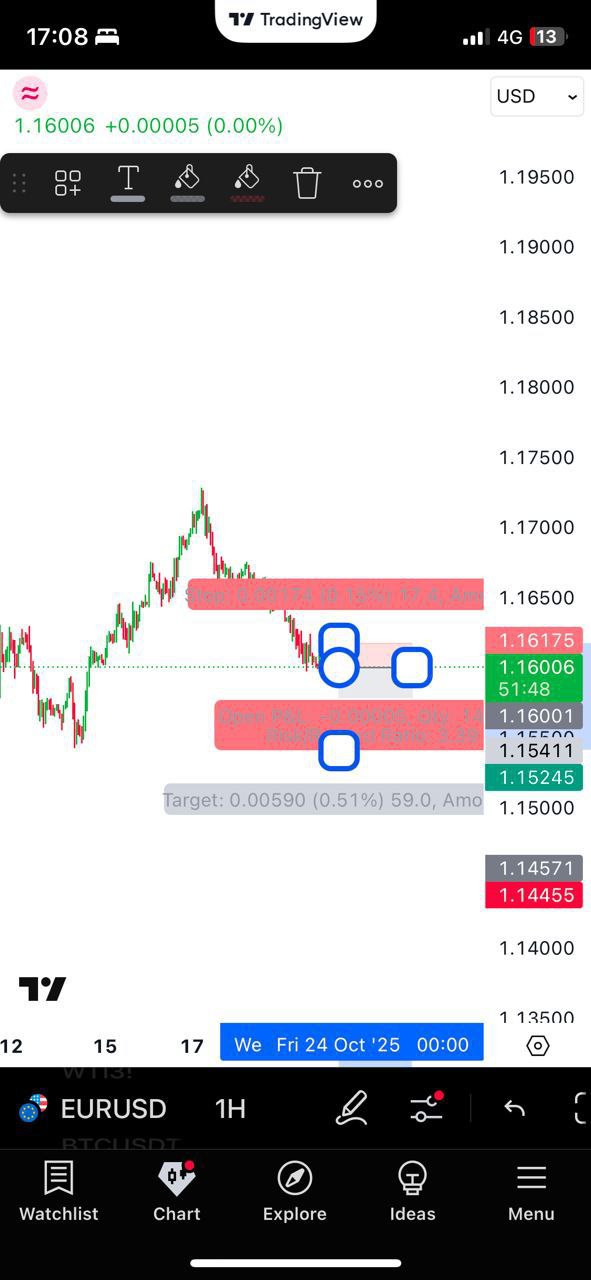 17:08
TradingView
4G 13
USD
1.16006 +0.00005 (0.00%)
T
1.19500
1.19000
1.18500
1.18000
1.17500
1.17000
Stop: 0.00174 (0.15%) 17.4, Amo
1.16500
1.16175
1.16006
51:48
Open P&L: -0.00005, Qty: 14
1.16001
Ratio: 3.39
1.15500
1.15411
1.15245
Target: 0.00590 (0.51%) 59.0, Amo
1.15000
1.14571
1.14455
1.14000
1.13500
12 15 17 We Fri 24 Oct '25 00:00
WTI3!
EURUSD 1H
BTCUSDT
Watchlist Chart Explore Ideas Menu